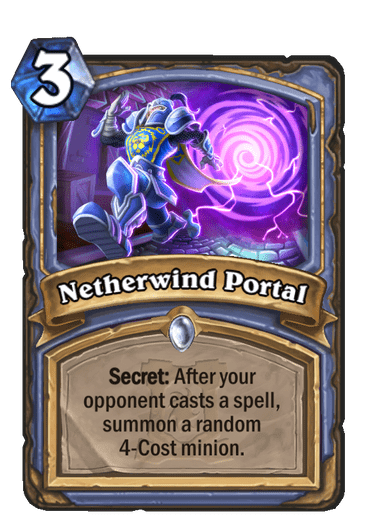 3
Netherwind Portal
Secret: After your
opponent casts a spell,
summon a random
4-Cost minion.